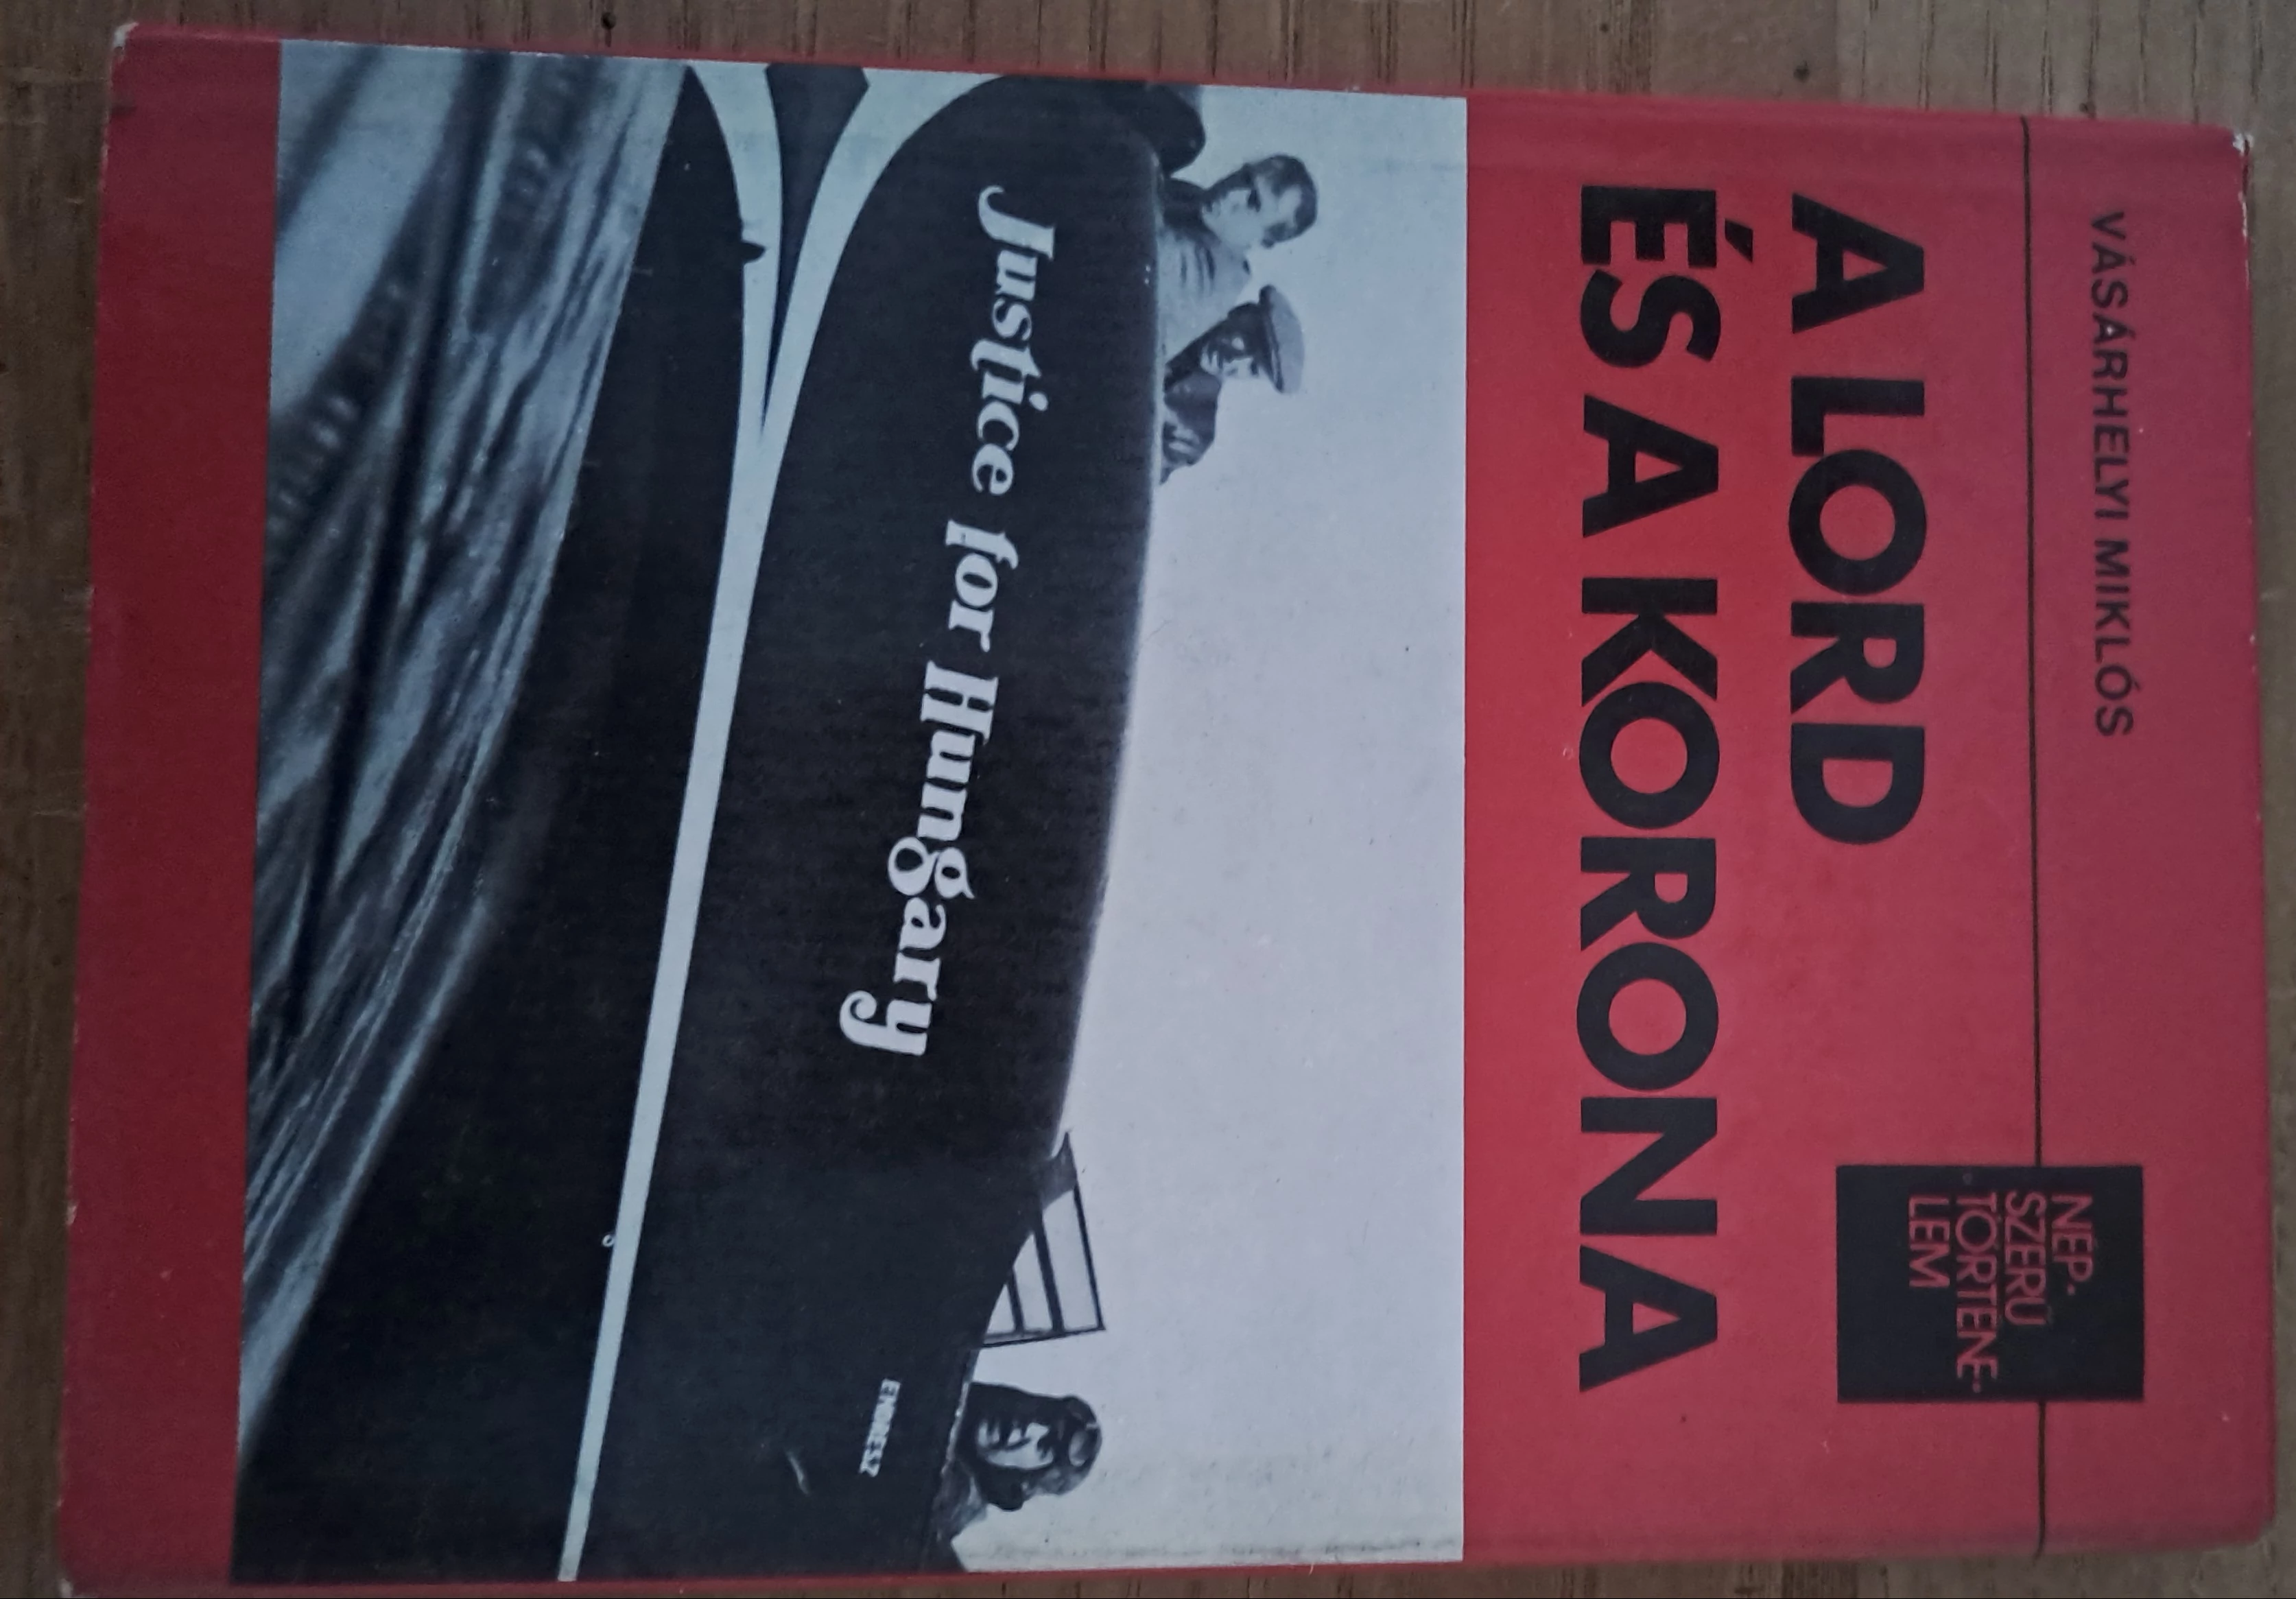 VÁSÁRHELYI MIKLÓS
NÉP-
SZERŰ
TÖRTÉNE-
LEM
A LORD
ÉS A KORONA
Justice for Hungary